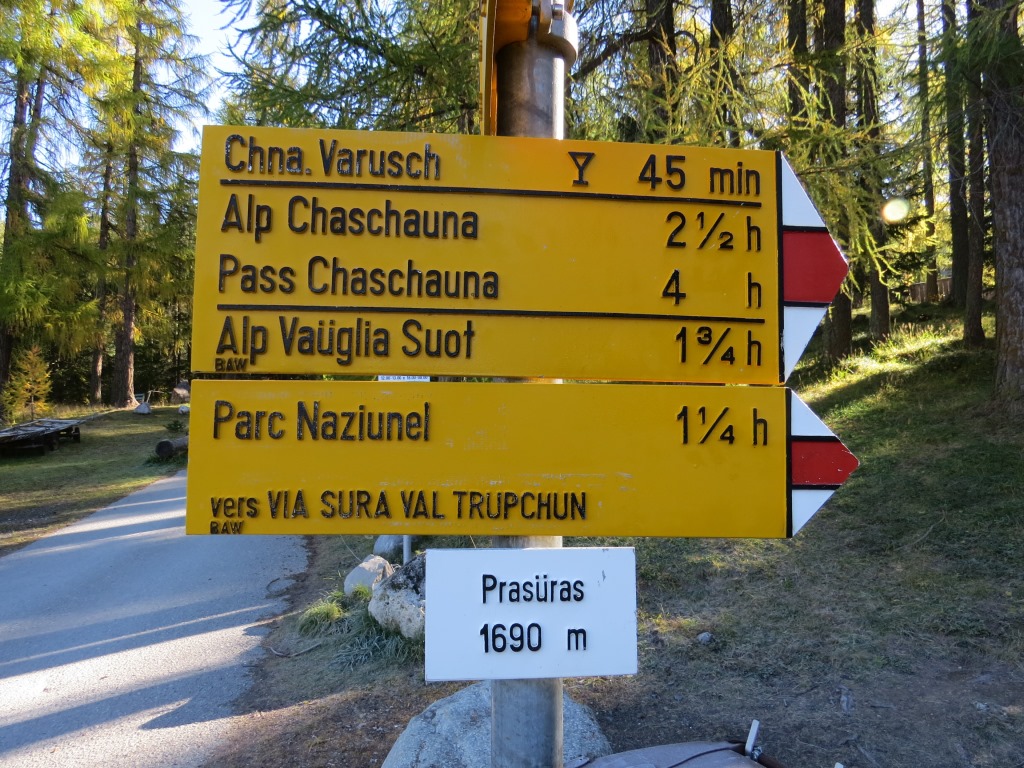 Chna. Varusch 45 min
Alp Chaschauna 2 ½ h
Pass Chaschauna 4 h
Alp Vaüglia Suot 1 ¾ h
BAW
Parc Naziunel 1 ¼ h
vers VIA SURA VAL TRUPCHUN
BAW
Prasüras
1690 m